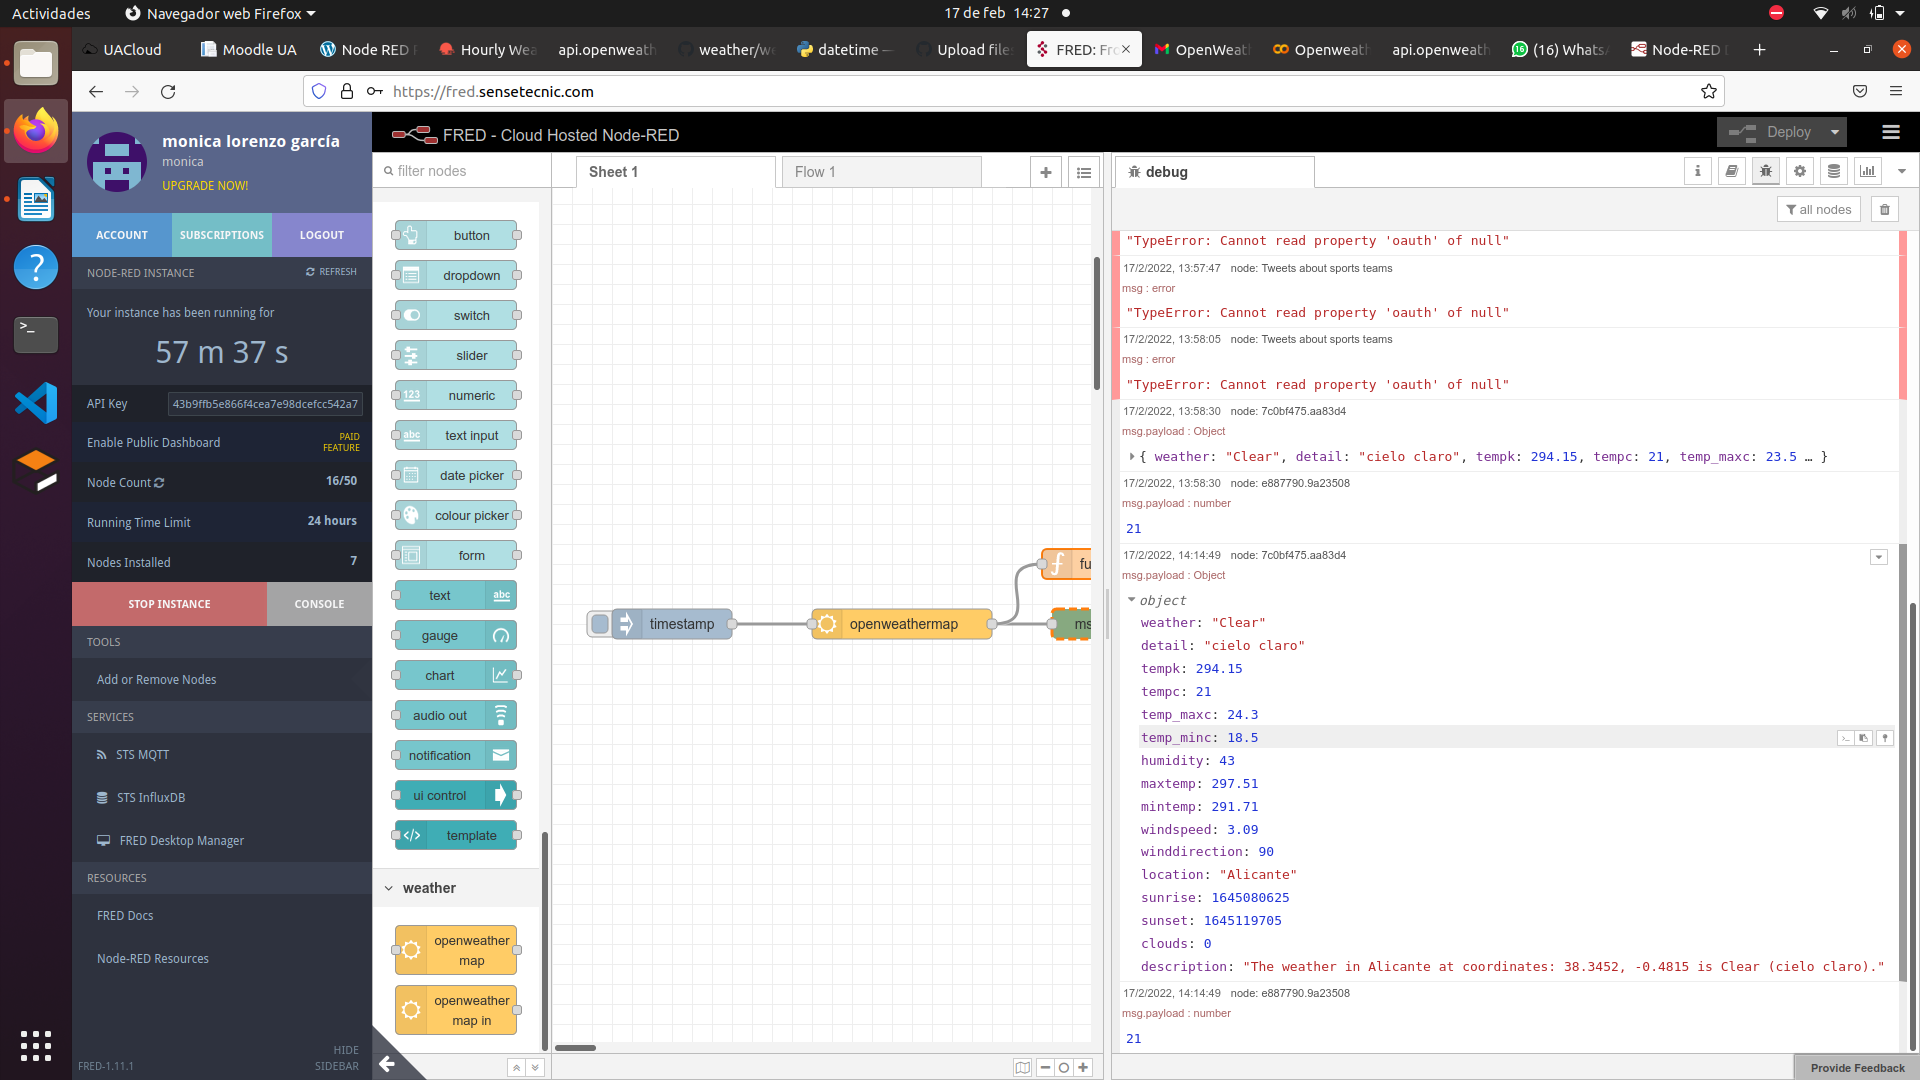 Actividades
Navegador web Firefox
17 de feb 14:27
UACloud
Moodle UA
Node RED
Hourly Wea
api.openweath
weather/we
datetime —
Upload file
FRED: Fro
OpenWeath
Openweath
api.openweath
(16) Whats
Node-RED
https://fred.sensetecnic.com
monica lorenzo garcía
monica
UPGRADE NOW!
ACCOUNT
SUBSCRIPTIONS
LOGOUT
NODE-RED INSTANCE
REFRESH
Your instance has been running for
57 m 37 s
API Key
43b9ffb5e866f4cea7e98dcefcc542a7
Enable Public Dashboard
PAID FEATURE
Node Count
16/50
Running Time Limit
24 hours
Nodes Installed
7
STOP INSTANCE
CONSOLE
TOOLS
Add or Remove Nodes
SERVICES
STS MQTT
STS InfluxDB
FRED Desktop Manager
RESOURCES
FRED Docs
Node-RED Resources
HIDE SIDEBAR
FRED-1.11.1
FRED - Cloud Hosted Node-RED
Deploy
filter nodes
button
dropdown
switch
slider
123 numeric
abc text input
date picker
colour picker
form
text abc
gauge
chart
audio out
notification
ui control
</> template
weather
openweather map
openweather map in
Sheet 1
Flow 1
timestamp
openweathermap
fu
ms
debug
all nodes
"TypeError: Cannot read property 'oauth' of null"
17/2/2022, 13:57:47 node: Tweets about sports teams
msg : error
"TypeError: Cannot read property 'oauth' of null"
17/2/2022, 13:58:05 node: Tweets about sports teams
msg : error
"TypeError: Cannot read property 'oauth' of null"
17/2/2022, 13:58:30 node: 7c0bf475.aa83d4
msg.payload : Object
{ weather: "Clear", detail: "cielo claro", tempk: 294.15, tempc: 21, temp_maxc: 23.5 … }
17/2/2022, 13:58:30 node: e887790.9a23508
msg.payload : number
21
17/2/2022, 14:14:49 node: 7c0bf475.aa83d4
msg.payload : Object
object
weather: "Clear"
detail: "cielo claro"
tempk: 294.15
tempc: 21
temp_maxc: 24.3
temp_minc: 18.5
humidity: 43
maxtemp: 297.51
mintemp: 291.71
windspeed: 3.09
winddirection: 90
location: "Alicante"
sunrise: 1645080625
sunset: 1645119705
clouds: 0
description: "The weather in Alicante at coordinates: 38.3452, -0.4815 is Clear (cielo claro)."
17/2/2022, 14:14:49 node: e887790.9a23508
msg.payload : number
21
Provide Feedback